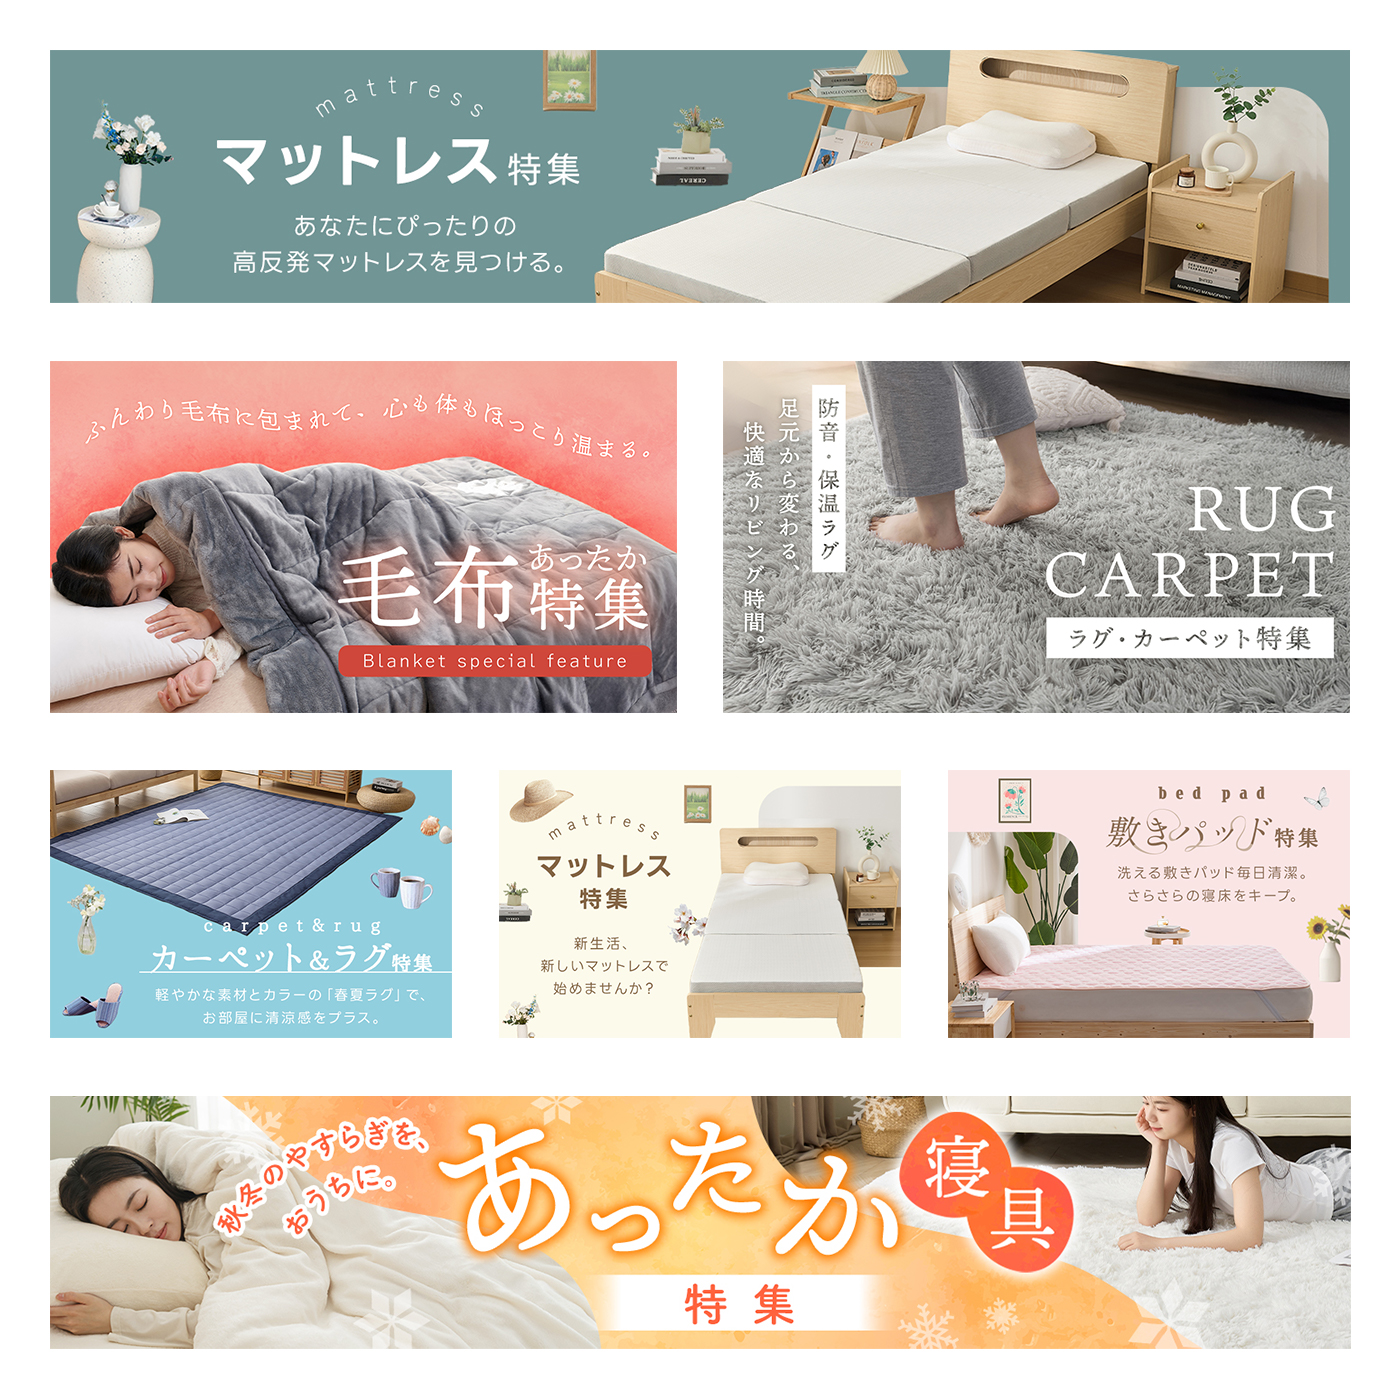 mattress
マットレス特集
あなたにぴったりの
高反発マットレスを見つける。
CEREAL
ふんわり毛布に包まれて、心も体もほっこり温まる。
毛布あったか特集
Blanket special feature
防音・保温ラグ
足元から変わる、
快適なリビング時間。
RUG
CARPET
ラグ・カーペット特集
carpet&rug
カーペット&ラグ特集
軽やかな素材とカラーの「春夏ラグ」で、
お部屋に清涼感をプラス。
mattress
マットレス
特集
新生活、
新しいマットレスで
始めませんか？
bed pad
敷きパッド特集
洗える敷きパッド毎日清潔。
さらさらの寝床をキープ。
秋冬のやすらぎを、
おうちに。
あったか寝具
特集